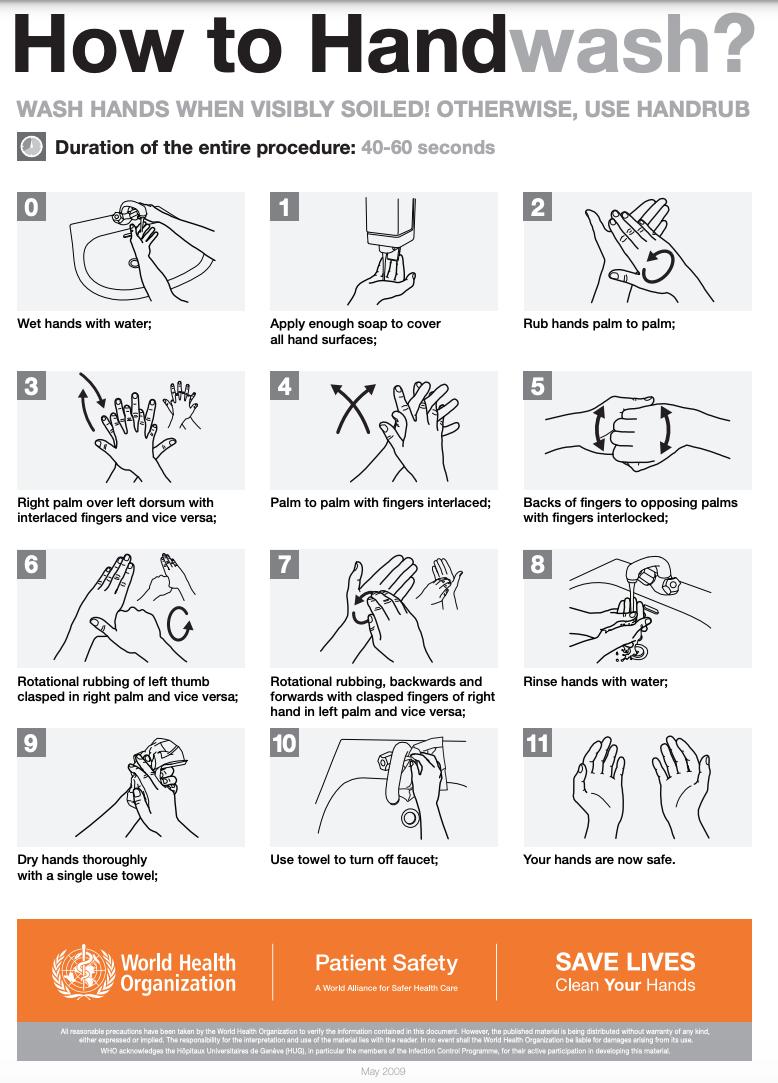 How to Handwash?
WASH HANDS WHEN VISIBLY SOILED! OTHERWISE, USE HANDRUB
Duration of the entire procedure: 40-60 seconds
0
Wet hands with water;
1
Apply enough soap to cover
all hand surfaces;
2
Rub hands palm to palm;
3
Right palm over left dorsum with
interlaced fingers and vice versa;
4
Palm to palm with fingers interlaced;
5
Backs of fingers to opposing palms
with fingers interlocked;
6
Rotational rubbing of left thumb
clasped in right palm and vice versa;
7
Rotational rubbing, backwards and
forwards with clasped fingers of right
hand in left palm and vice versa;
8
Rinse hands with water;
9
Dry hands thoroughly
with a single use towel;
10
Use towel to turn off faucet;
11
Your hands are now safe.
World Health
Organization
Patient Safety
A World Alliance for Safer Health Care
SAVE LIVES
Clean Your Hands
All reasonable precautions have been taken by the World Health Organization to verify the information contained in this document. However, the published material is being distributed without warranty of any kind,
either expressed or implied. The responsibility for the interpretation and use of the material lies with the reader. In no event shall the World Health Organization be liable for damages arising from its use.
WHO acknowledges the Hôpitaux Universitaires de Genève (HUG), in particular the members of the Infection Control Programme, for their active participation in developing this material.
May 2009